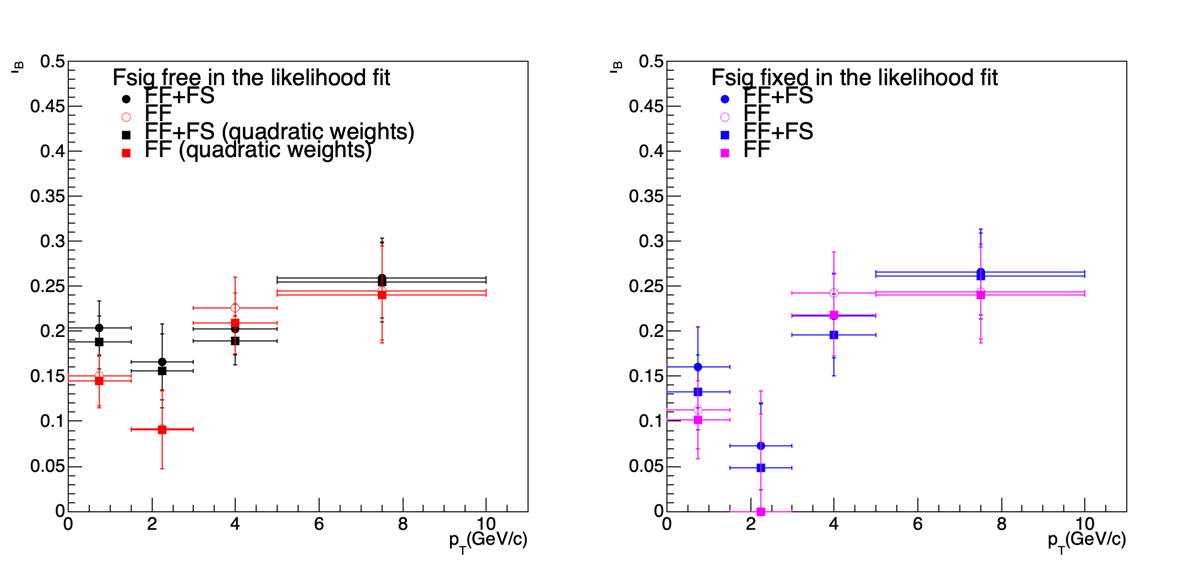 Fsig free in the likelihood fit
FF+FS
FF
FF+FS (quadratic weights)
FF (quadratic weights)
0.5
0.45
0.4
0.35
0.3
0.25
0.2
0.15
0.1
0.05
0
0 2 4 6 8 10
pT(GeV/c)
Fsig fixed in the likelihood fit
FF+FS
FF
FF+FS
FF
0.5
0.45
0.4
0.35
0.3
0.25
0.2
0.15
0.1
0.05
0
0 2 4 6 8 10
pT(GeV/c)